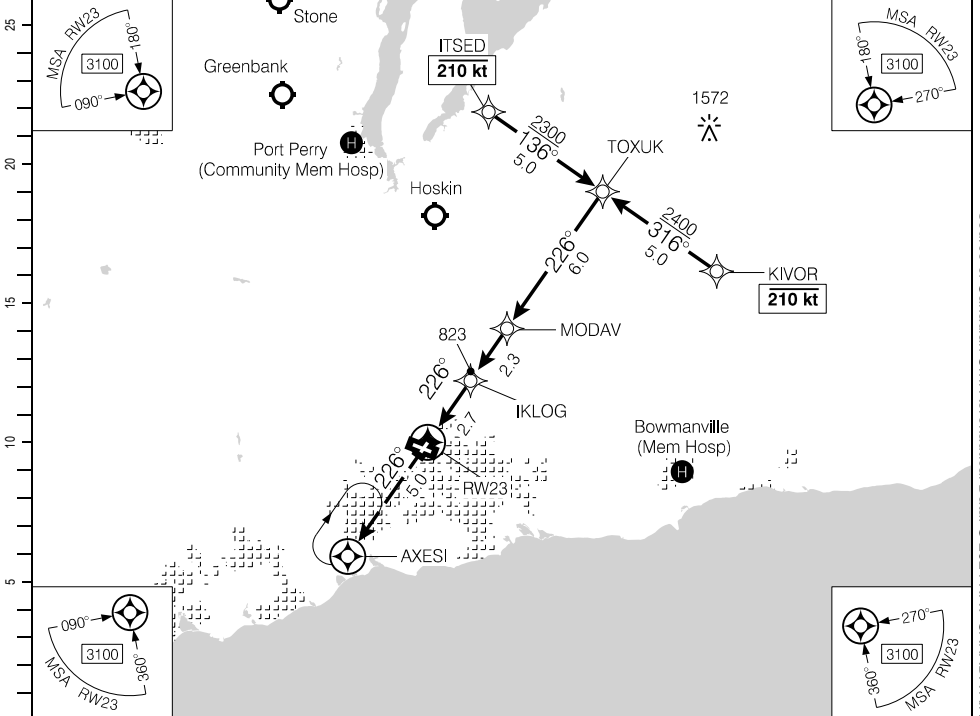 25
20
15
10
5
MSA RW23
180°
3100
090°
Stone
Greenbank
Port Perry
(Community Mem Hosp)
H
Hoskin
ITSED
210 kt
2300
136°
5.0
1572
TOXUK
MSA RW23
180°
3100
270°
2400
316°
5.0
KIVOR
210 kt
226°
6.0
MODAV
823
2.3
226°
IKLOG
2.7
RW23
226°
5.0
AXESI
Bowmanville
(Mem Hosp)
H
090°
3100
360°
MSA RW23
270°
3100
360°
MSA RW23